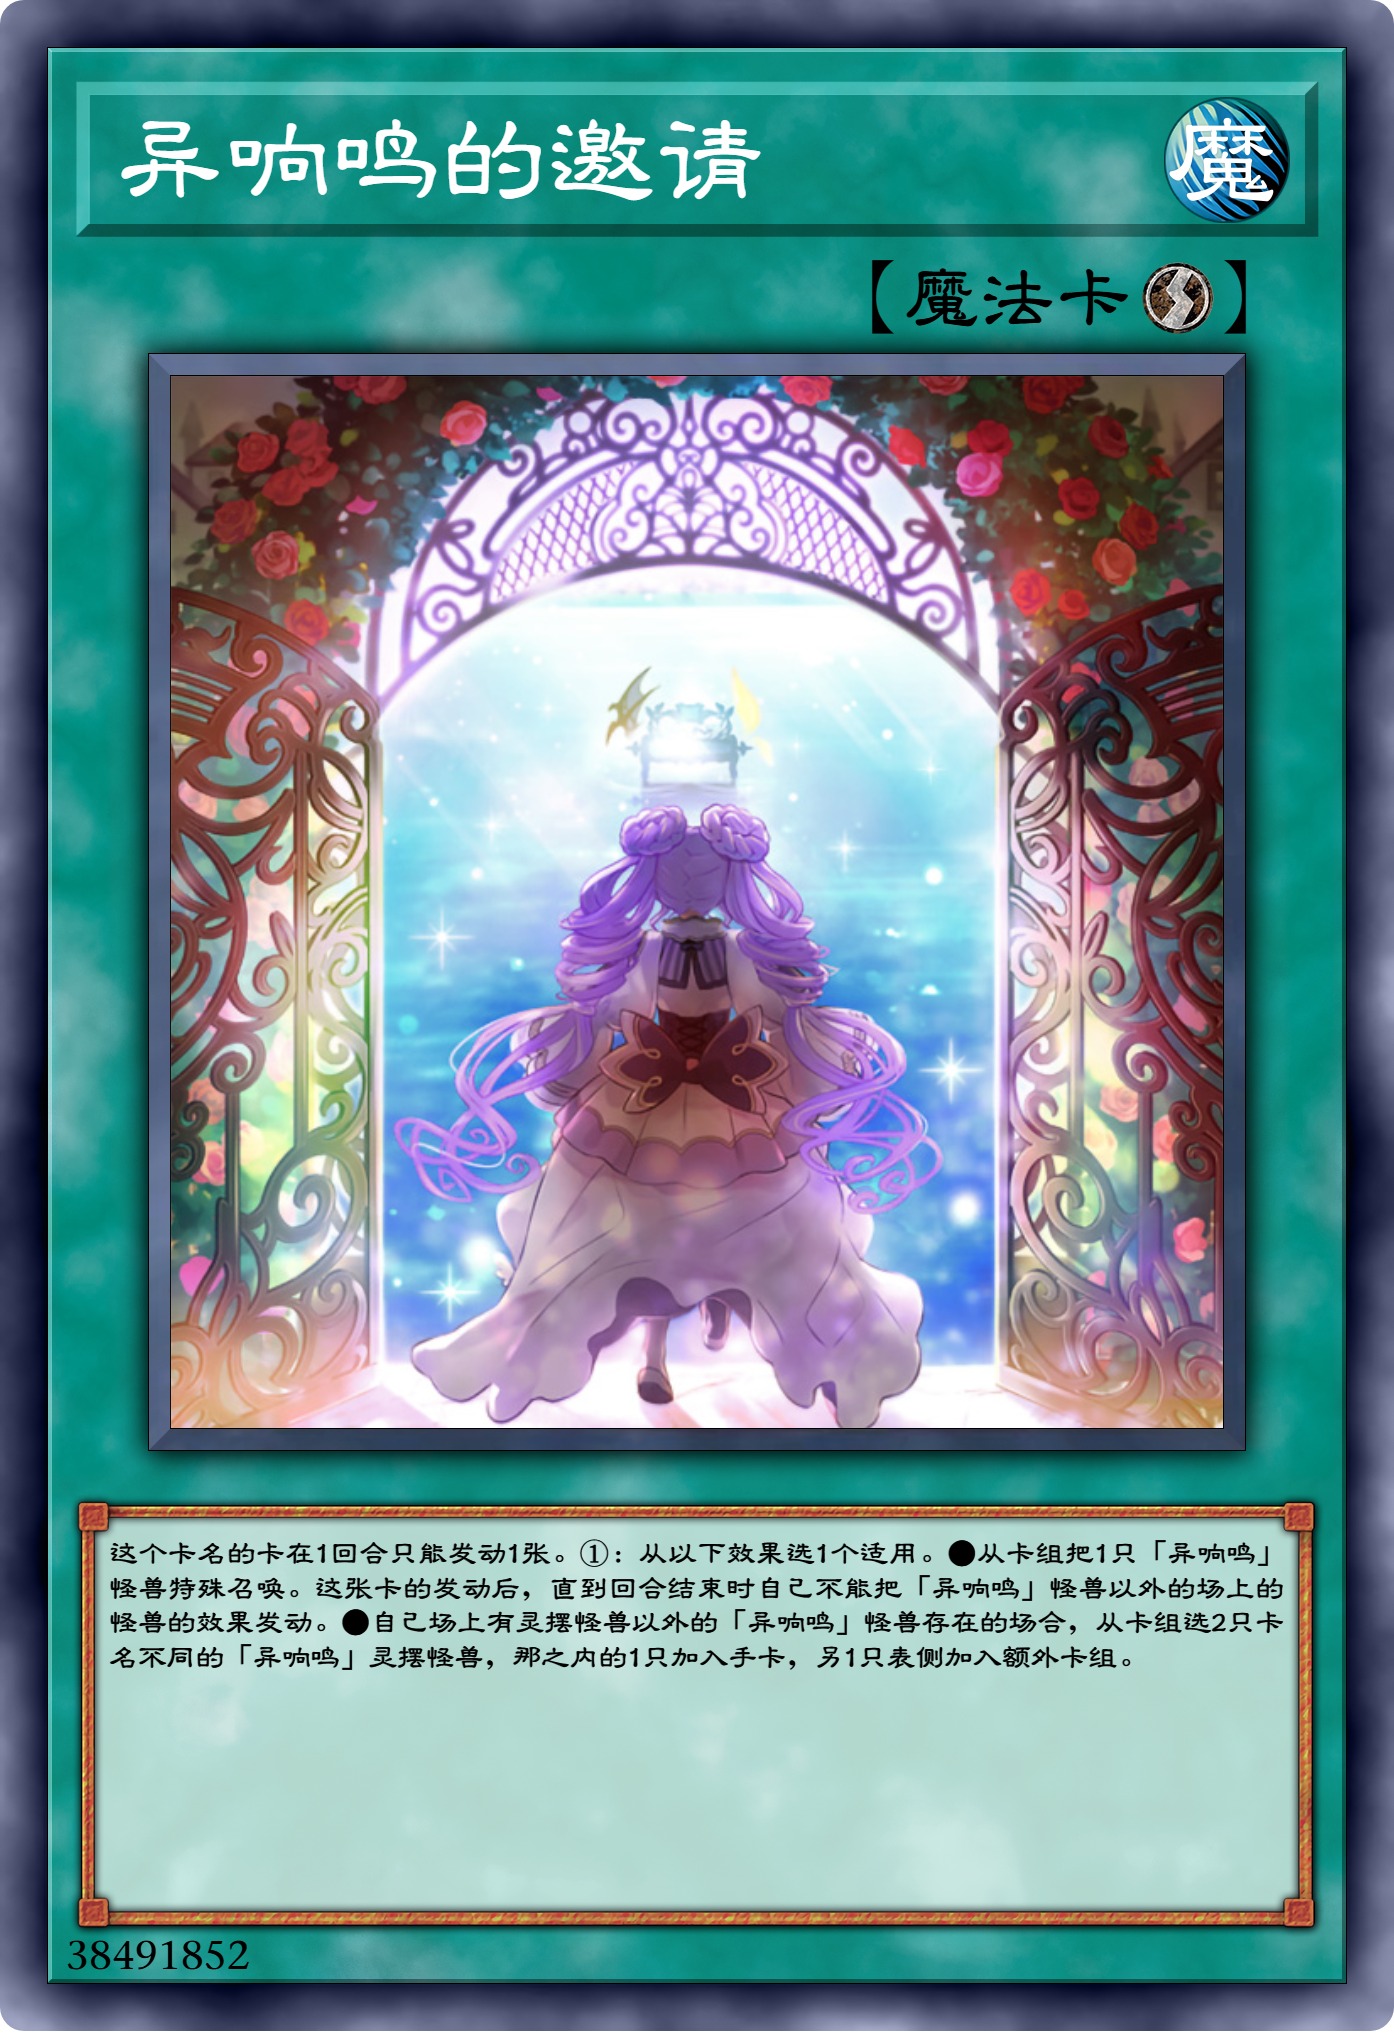 异响鸣的邀请
魔
【魔法卡】
这个卡名的卡在1回合只能发动1张。①：从以下效果选1个适用。●从卡组把1只「异响鸣」
怪兽特殊召唤。这张卡的发动后，直到回合结束时自己不能把「异响鸣」怪兽以外的场上的
怪兽的效果发动。●自己场上有灵摆怪兽以外的「异响鸣」怪兽存在的场合，从卡组选2只卡
名不同的「异响鸣」灵摆怪兽，那之内的1只加入手卡，另1只表侧加入额外卡组。
38491852